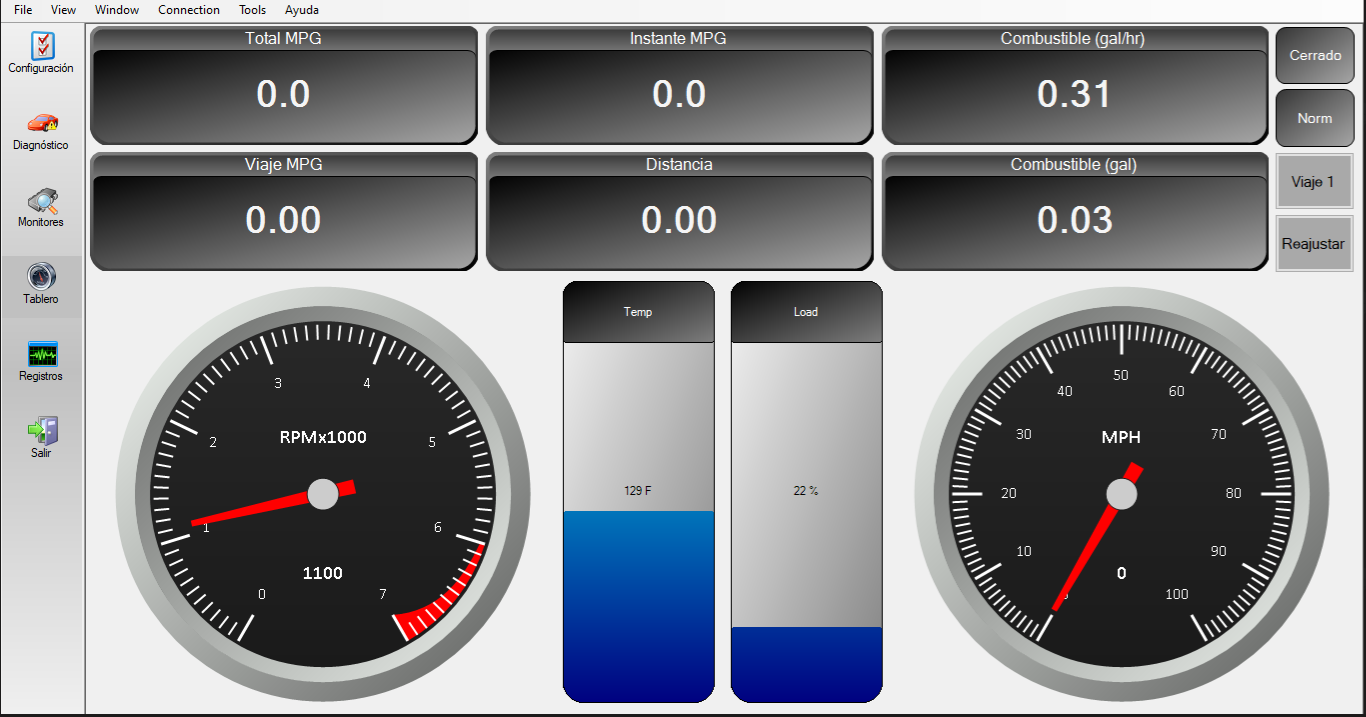 File View Window Connection Tools Ayuda
Configuración
Diagnóstico
Monitores
Tablero
Registros
Salir
Total MPG
0.0
Instante MPG
0.0
Combustible (gal/hr)
0.31
Cerrado
Norm
Viaje MPG
0.00
Distancia
0.00
Combustible (gal)
0.03
Viaje 1
Reajustar
0
1
2
3
4
5
6
7
RPMx1000
1100
Temp
129 F
Load
22 %
10
20
30
40
50
60
70
80
90
100
MPH
0